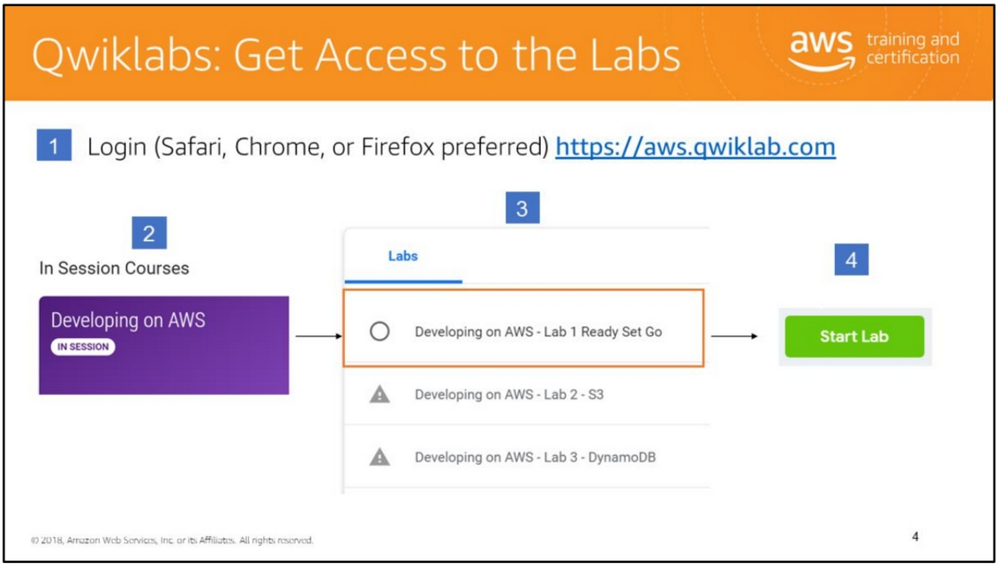 Qwiklabs: Get Access to the Labs
aws training and certification
1 Login (Safari, Chrome, or Firefox preferred) https://aws.qwiklab.com
2
In Session Courses
Developing on AWS
IN SESSION
3
Labs
Developing on AWS - Lab 1 Ready Set Go
Developing on AWS - Lab 2 - S3
Developing on AWS - Lab 3 - DynamoDB
4
Start Lab
© 2018, Amazon Web Services, Inc. or its Affiliates. All rights reserved.
4